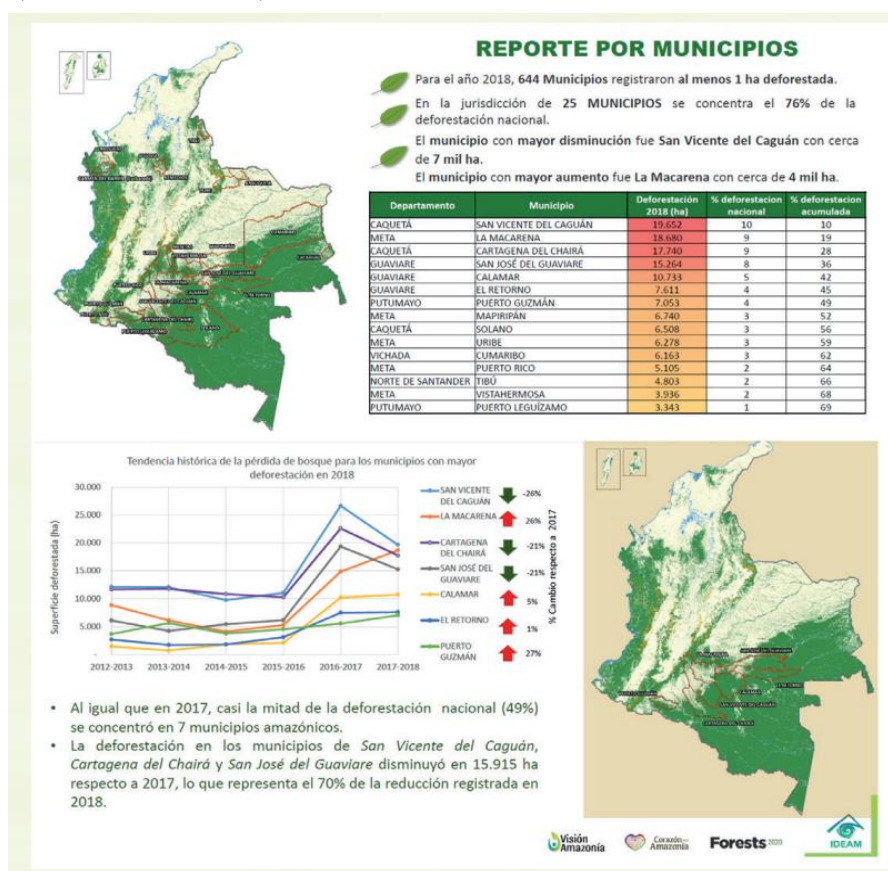 REPORTE POR MUNICIPIOS
Para el año 2018, 644 Municipios registraron al menos 1 ha deforestada.
En la jurisdicción de 25 MUNICIPIOS se concentra el 76% de la
deforestación nacional.
El municipio con mayor disminución fue San Vicente del Caguán con cerca
de 7 mil ha.
El municipio con mayor aumento fue La Macarena con cerca de 4 mil ha.
Departamento Municipio Deforestación 2018 (ha) % deforestacion nacional % deforestacion acumulada
CAQUETÁ SAN VICENTE DEL CAGUÁN 19.652 10 10
META LA MACARENA 18.680 9 19
CAQUETÁ CARTAGENA DEL CHAIRÁ 17.740 9 28
GUAVIARE SAN JOSÉ DEL GUAVIARE 15.264 8 36
GUAVIARE CALAMAR 10.733 5 42
GUAVIARE EL RETORNO 7.611 4 45
PUTUMAYO PUERTO GUZMÁN 7.053 4 49
META MAPIRIPÁN 6.740 3 52
CAQUETÁ SOLANO 6.508 3 56
META URIBE 6.278 3 59
VICHADA CUMARIBO 6.163 3 62
META PUERTO RICO 5.105 2 64
NORTE DE SANTANDER TIBÚ 4.803 2 66
META VISTAHERMOSA 3.936 2 68
PUTUMAYO PUERTO LEGUÍZAMO 3.343 1 69
Tendencia histórica de la pérdida de bosque para los municipios con mayor
deforestación en 2018
Superficie deforestada (ha)
30.000
25.000
20.000
15.000
10.000
5.000
-
2012-2013 2013-2014 2014-2015 2015-2016 2016-2017 2017-2018
SAN VICENTE
DEL CAGUÁN -26%
LA MACARENA 26%
CARTAGENA
DEL CHAIRÁ -21%
SAN JOSÉ DEL
GUAVIARE -21%
CALAMAR 5%
EL RETORNO 1%
PUERTO
GUZMÁN 27%
% Cambio respecto a 2017
• Al igual que en 2017, casi la mitad de la deforestación nacional (49%)
se concentró en 7 municipios amazónicos.
• La deforestación en los municipios de San Vicente del Caguán,
Cartagena del Chairá y San José del Guaviare disminuyó en 15.915 ha
respecto a 2017, lo que representa el 70% de la reducción registrada en
2018.
Visión
Amazonía
Corazón de la
Amazonía
Forests 2020
IDEAM